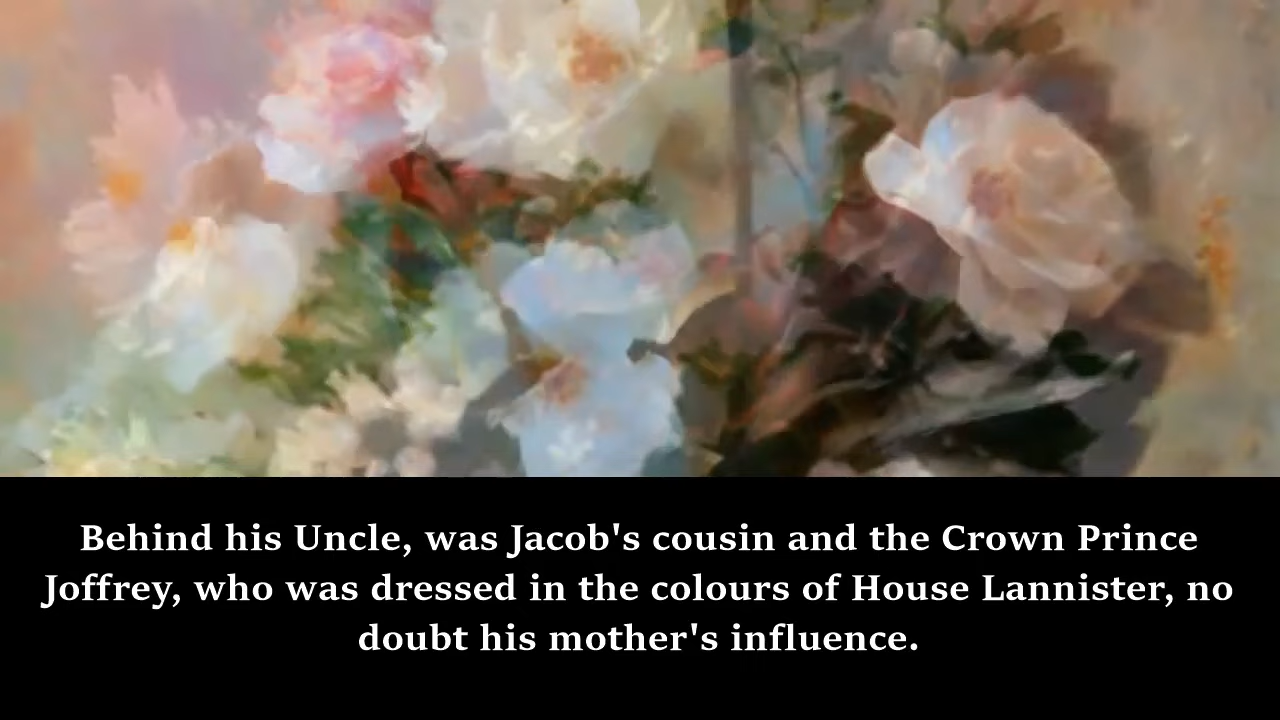 Behind his Uncle, was Jacob's cousin and the Crown Prince
Joffrey, who was dressed in the colours of House Lannister, no
doubt his mother's influence.